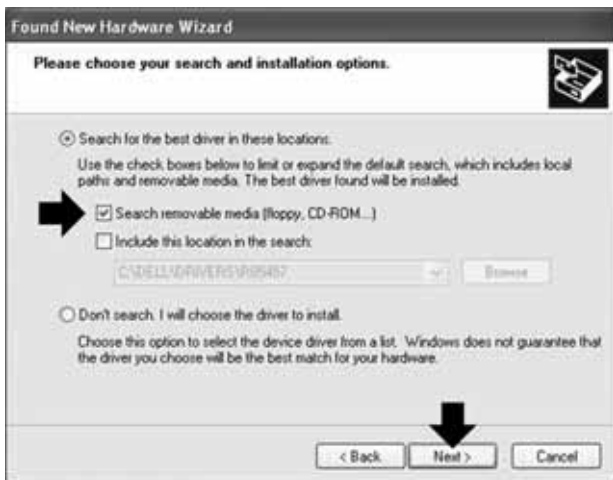 Found New Hardware Wizard
Please choose your search and installation options.
Search for the best driver in these locations.
Use the check boxes below to limit or expand the default search, which includes local
paths and removable media. The best driver found will be installed.
Search removable media (floppy, CD-ROM...)
Include this location in the search:
C:\DELL\DRIVERS\R05467
Browse
Don't search. I will choose the driver to install.
Choose this option to select the device driver from a list. Windows does not guarantee that
the driver you choose will be the best match for your hardware.
< Back
Next >
Cancel